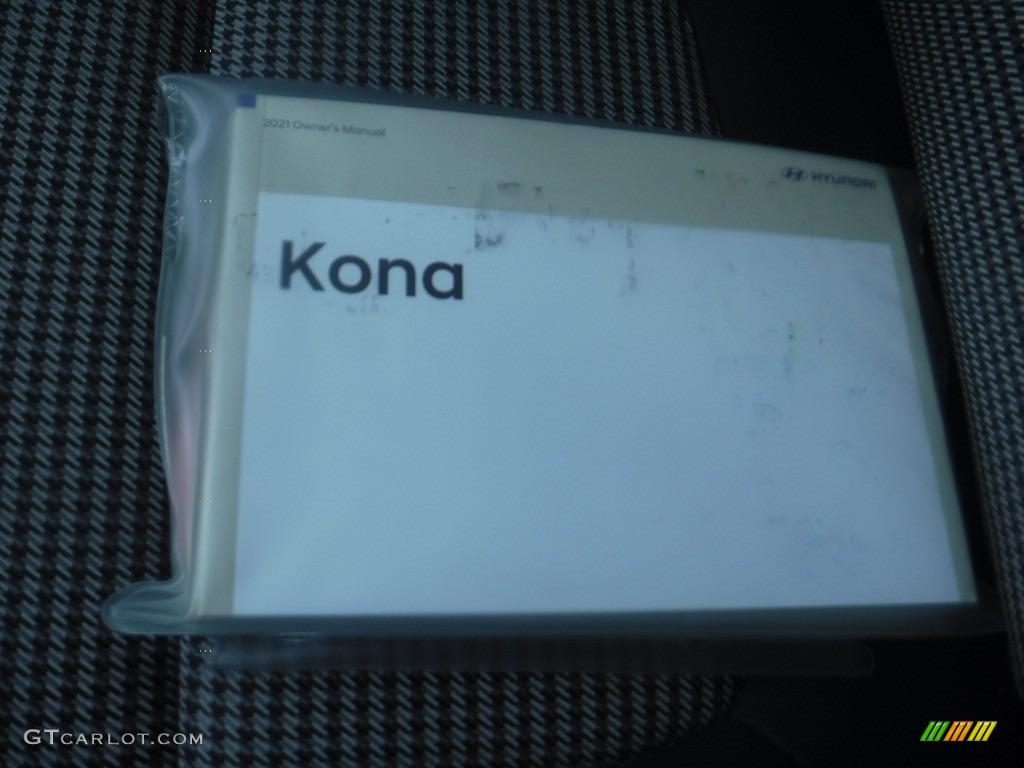 2021 Owner's Manual
HYUNDAI
Kona
GTCARLOT.COM